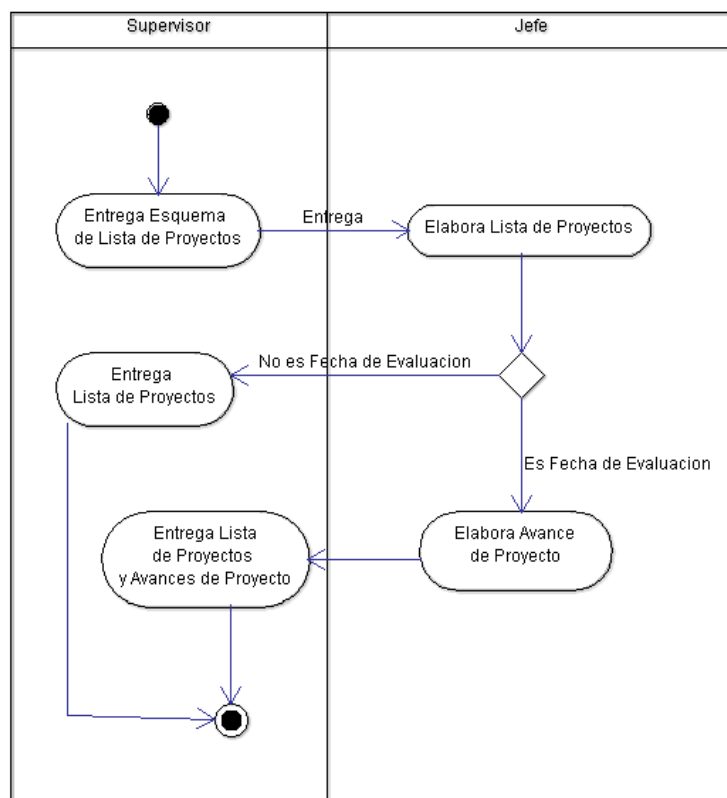 Supervisor
Jefe
Entrega Esquema
de Lista de Proyectos
Entrega
Elabora Lista de Proyectos
No es Fecha de Evaluacion
Entrega
Lista de Proyectos
Es Fecha de Evaluacion
Entrega Lista
de Proyectos
y Avances de Proyecto
Elabora Avance
de Proyecto